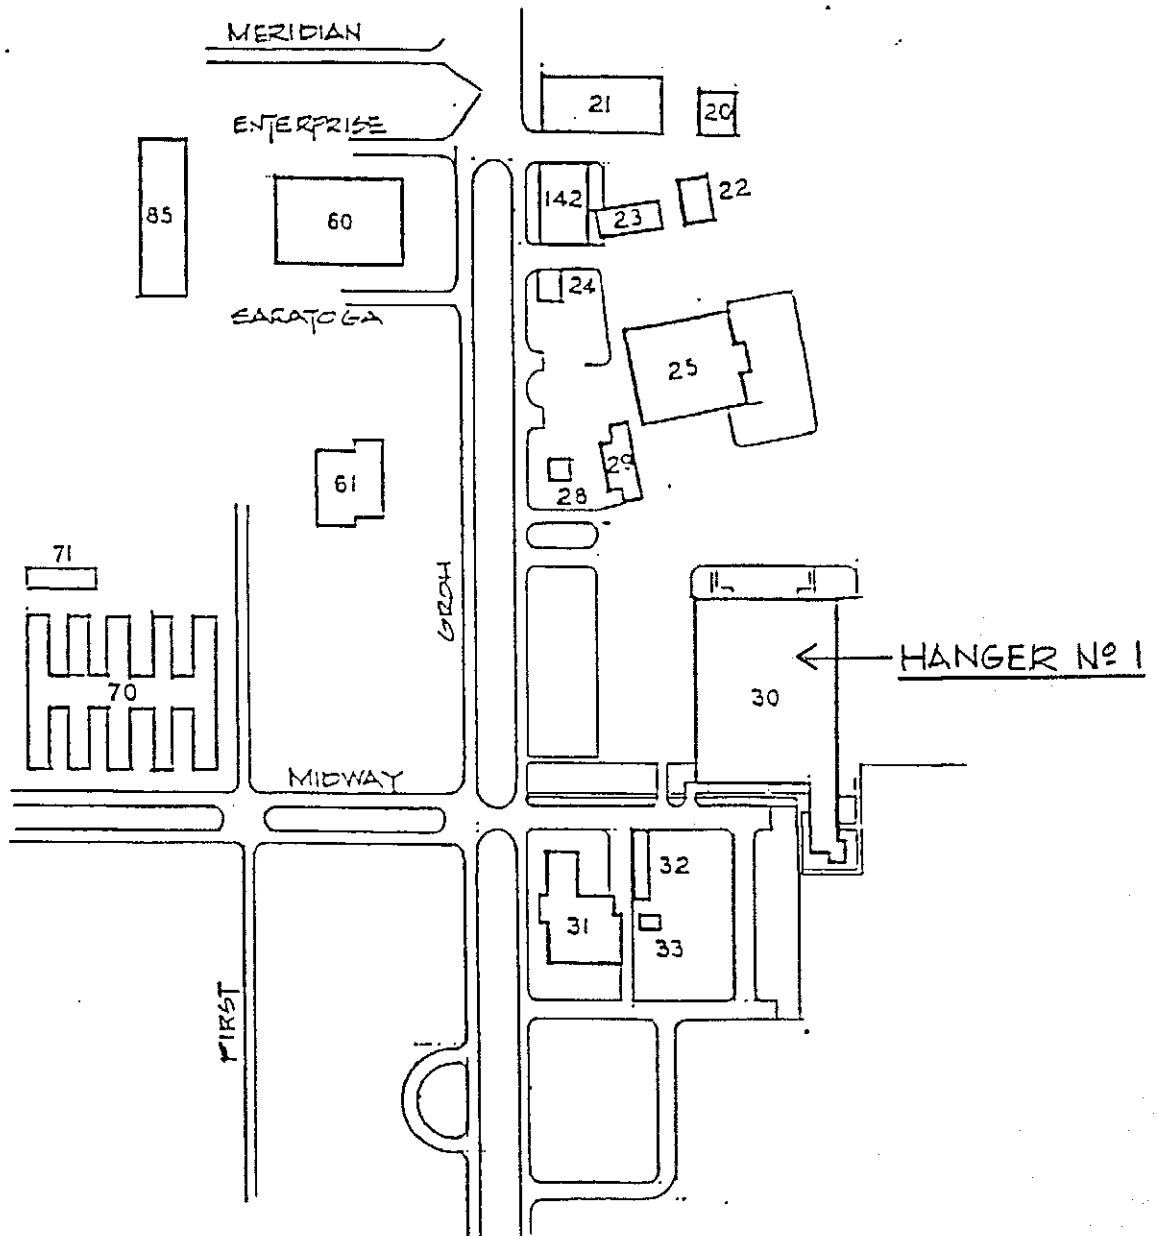 MERIDIAN
21
20
ENTERPRISE
85
60
142
23
22
24
SARATOGA
25
61
29
28
71
GROH
HANGER Nº 1
70
30
MIDWAY
32
31
33
FIRST